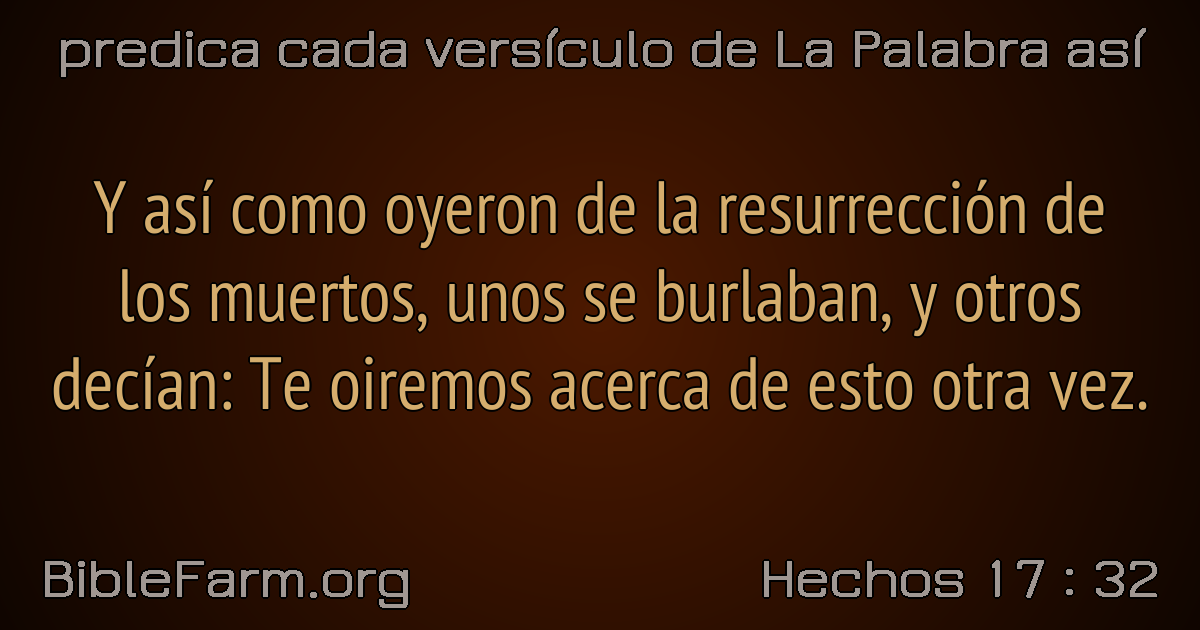 predica cada versículo de La Palabra así
Y así como oyeron de la resurrección de
los muertos, unos se burlaban, y otros
decían: Te oiremos acerca de esto otra vez.
BibleFarm.org
Hechos 17 : 32